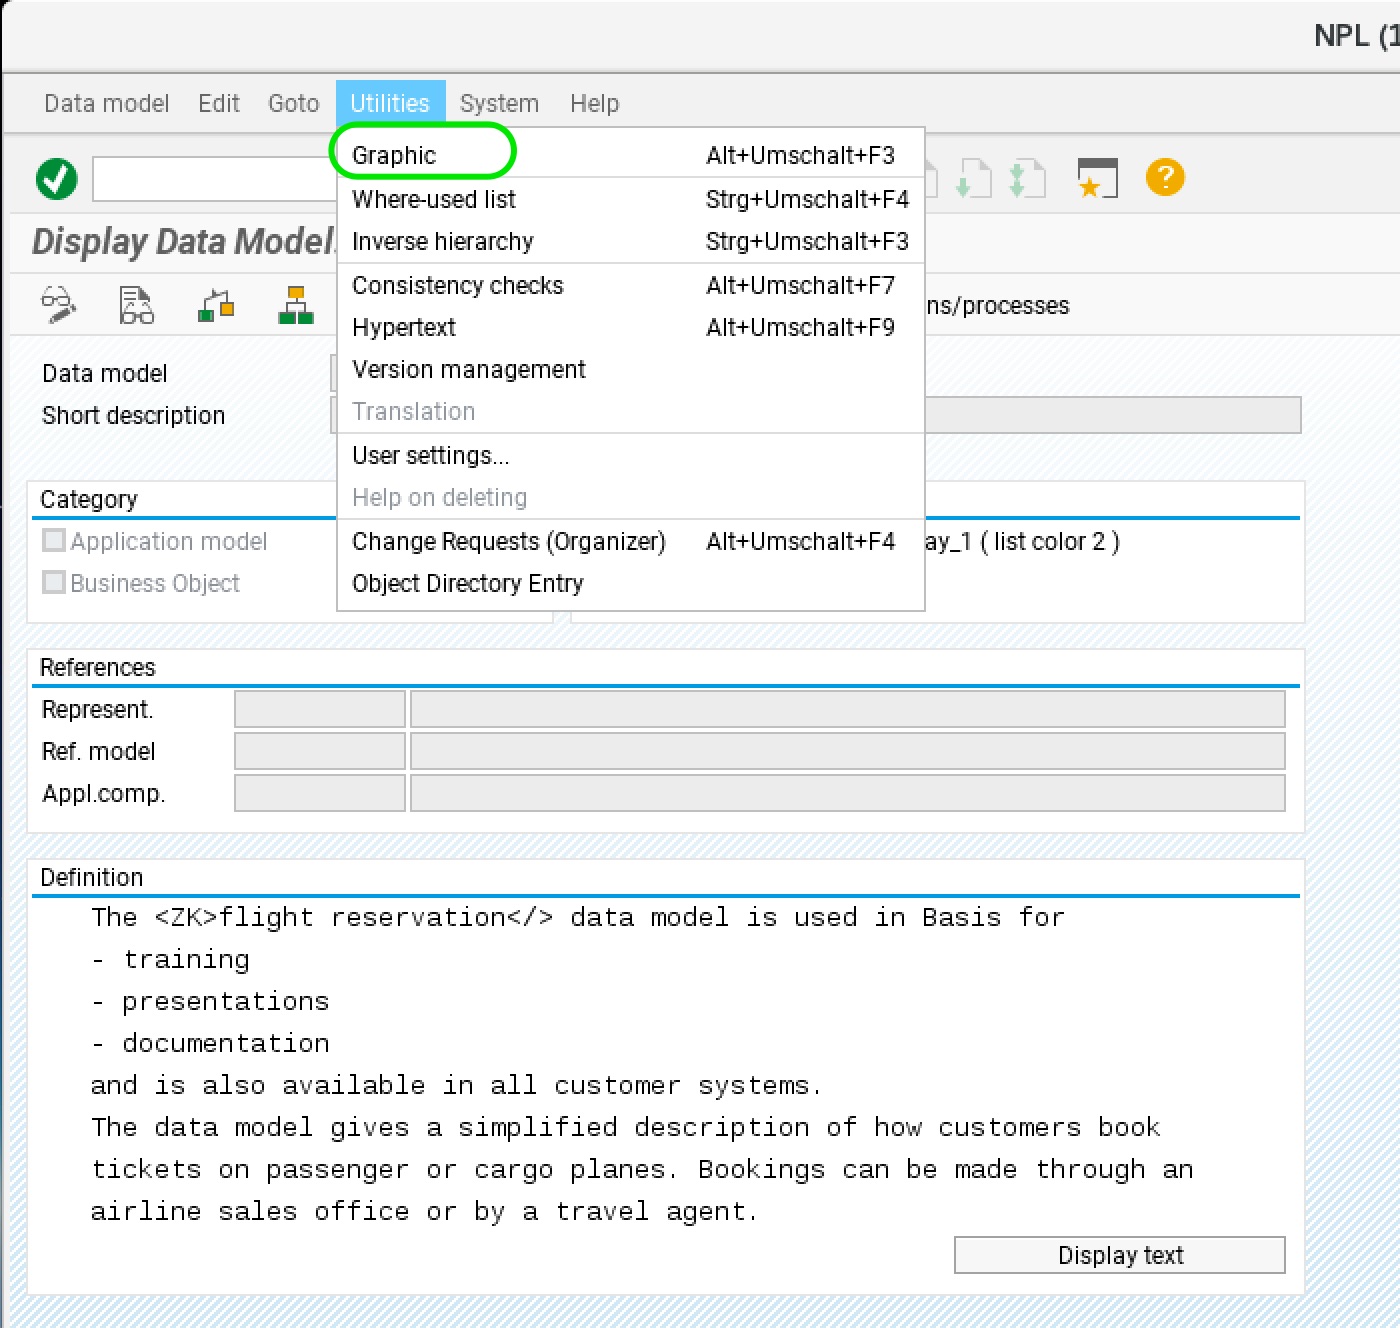 NPL (1
Data model Edit Goto Utilities System Help
Graphic Alt+Umschalt+F3
Where-used list Strg+Umschalt+F4
Inverse hierarchy Strg+Umschalt+F3
Consistency checks Alt+Umschalt+F7
Hypertext Alt+Umschalt+F9
Version management
Translation
User settings...
Help on deleting
Change Requests (Organizer) Alt+Umschalt+F4
Object Directory Entry
?
Display Data Model
ns/processes
Data model
Short description
Category
Application model
Business Object
ay_1 ( list color 2 )
References
Represent.
Ref. model
Appl.comp.
Definition
The <ZK>flight reservation</> data model is used in Basis for
- training
- presentations
- documentation
and is also available in all customer systems.
The data model gives a simplified description of how customers book
tickets on passenger or cargo planes. Bookings can be made through an
airline sales office or by a travel agent.
Display text